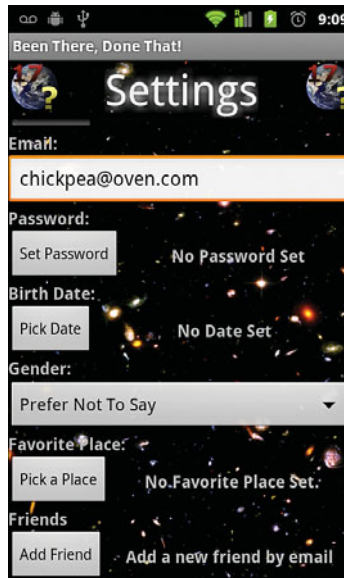 9:09
Been There, Done That!
17 ? Settings 17 ?
Email:
chickpea@oven.com
Password:
Set Password No Password Set
Birth Date:
Pick Date No Date Set
Gender:
Prefer Not To Say
Favorite Place:
Pick a Place No Favorite Place Set.
Friends
Add Friend Add a new friend by email